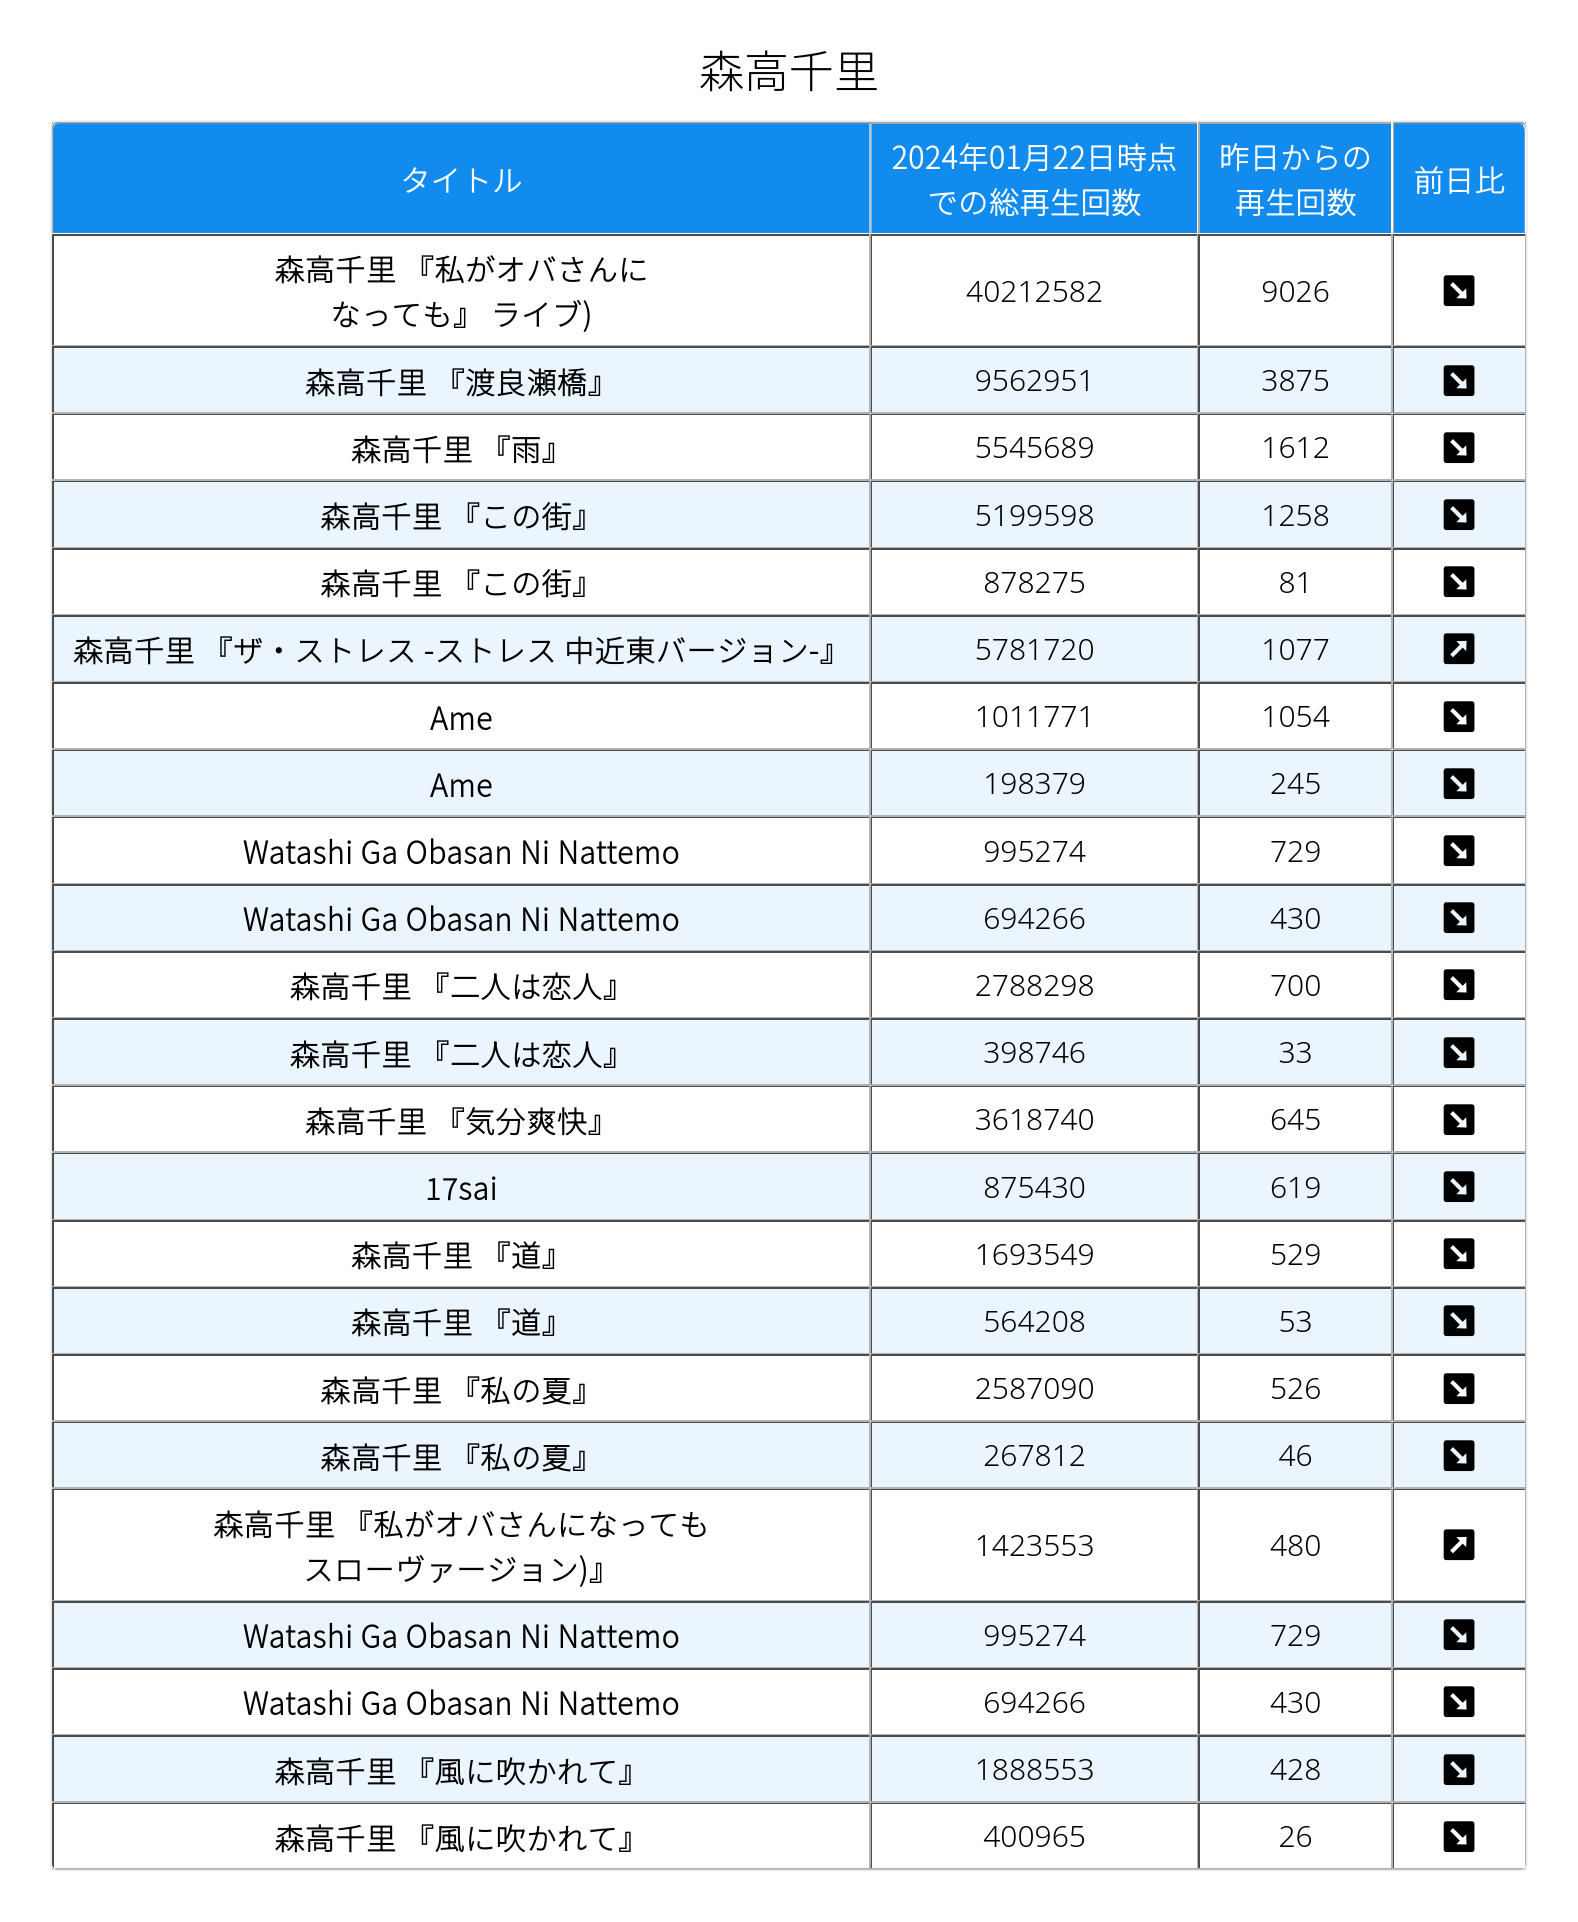 森高千里
タイトル 2024年01月22日時点 昨日からの 前日比
での総再生回数 再生回数
森高千里 『私がオバさんに
なっても』 ライブ) 40212582 9026 ↘
森高千里 『渡良瀬橋』 9562951 3875 ↘
森高千里 『雨』 5545689 1612 ↘
森高千里 『この街』 5199598 1258 ↘
森高千里 『この街』 878275 81 ↘
森高千里 『ザ・ストレス -ストレス 中近東バージョン-』 5781720 1077 ↗
Ame 1011771 1054 ↘
Ame 198379 245 ↘
Watashi Ga Obasan Ni Nattemo 995274 729 ↘
Watashi Ga Obasan Ni Nattemo 694266 430 ↘
森高千里 『二人は恋人』 2788298 700 ↘
森高千里 『二人は恋人』 398746 33 ↘
森高千里 『気分爽快』 3618740 645 ↘
17sai 875430 619 ↘
森高千里 『道』 1693549 529 ↘
森高千里 『道』 564208 53 ↘
森高千里 『私の夏』 2587090 526 ↘
森高千里 『私の夏』 267812 46 ↘
森高千里 『私がオバさんになっても
スローヴァージョン)』 1423553 480 ↗
Watashi Ga Obasan Ni Nattemo 995274 729 ↘
Watashi Ga Obasan Ni Nattemo 694266 430 ↘
森高千里 『風に吹かれて』 1888553 428 ↘
森高千里 『風に吹かれて』 400965 26 ↘